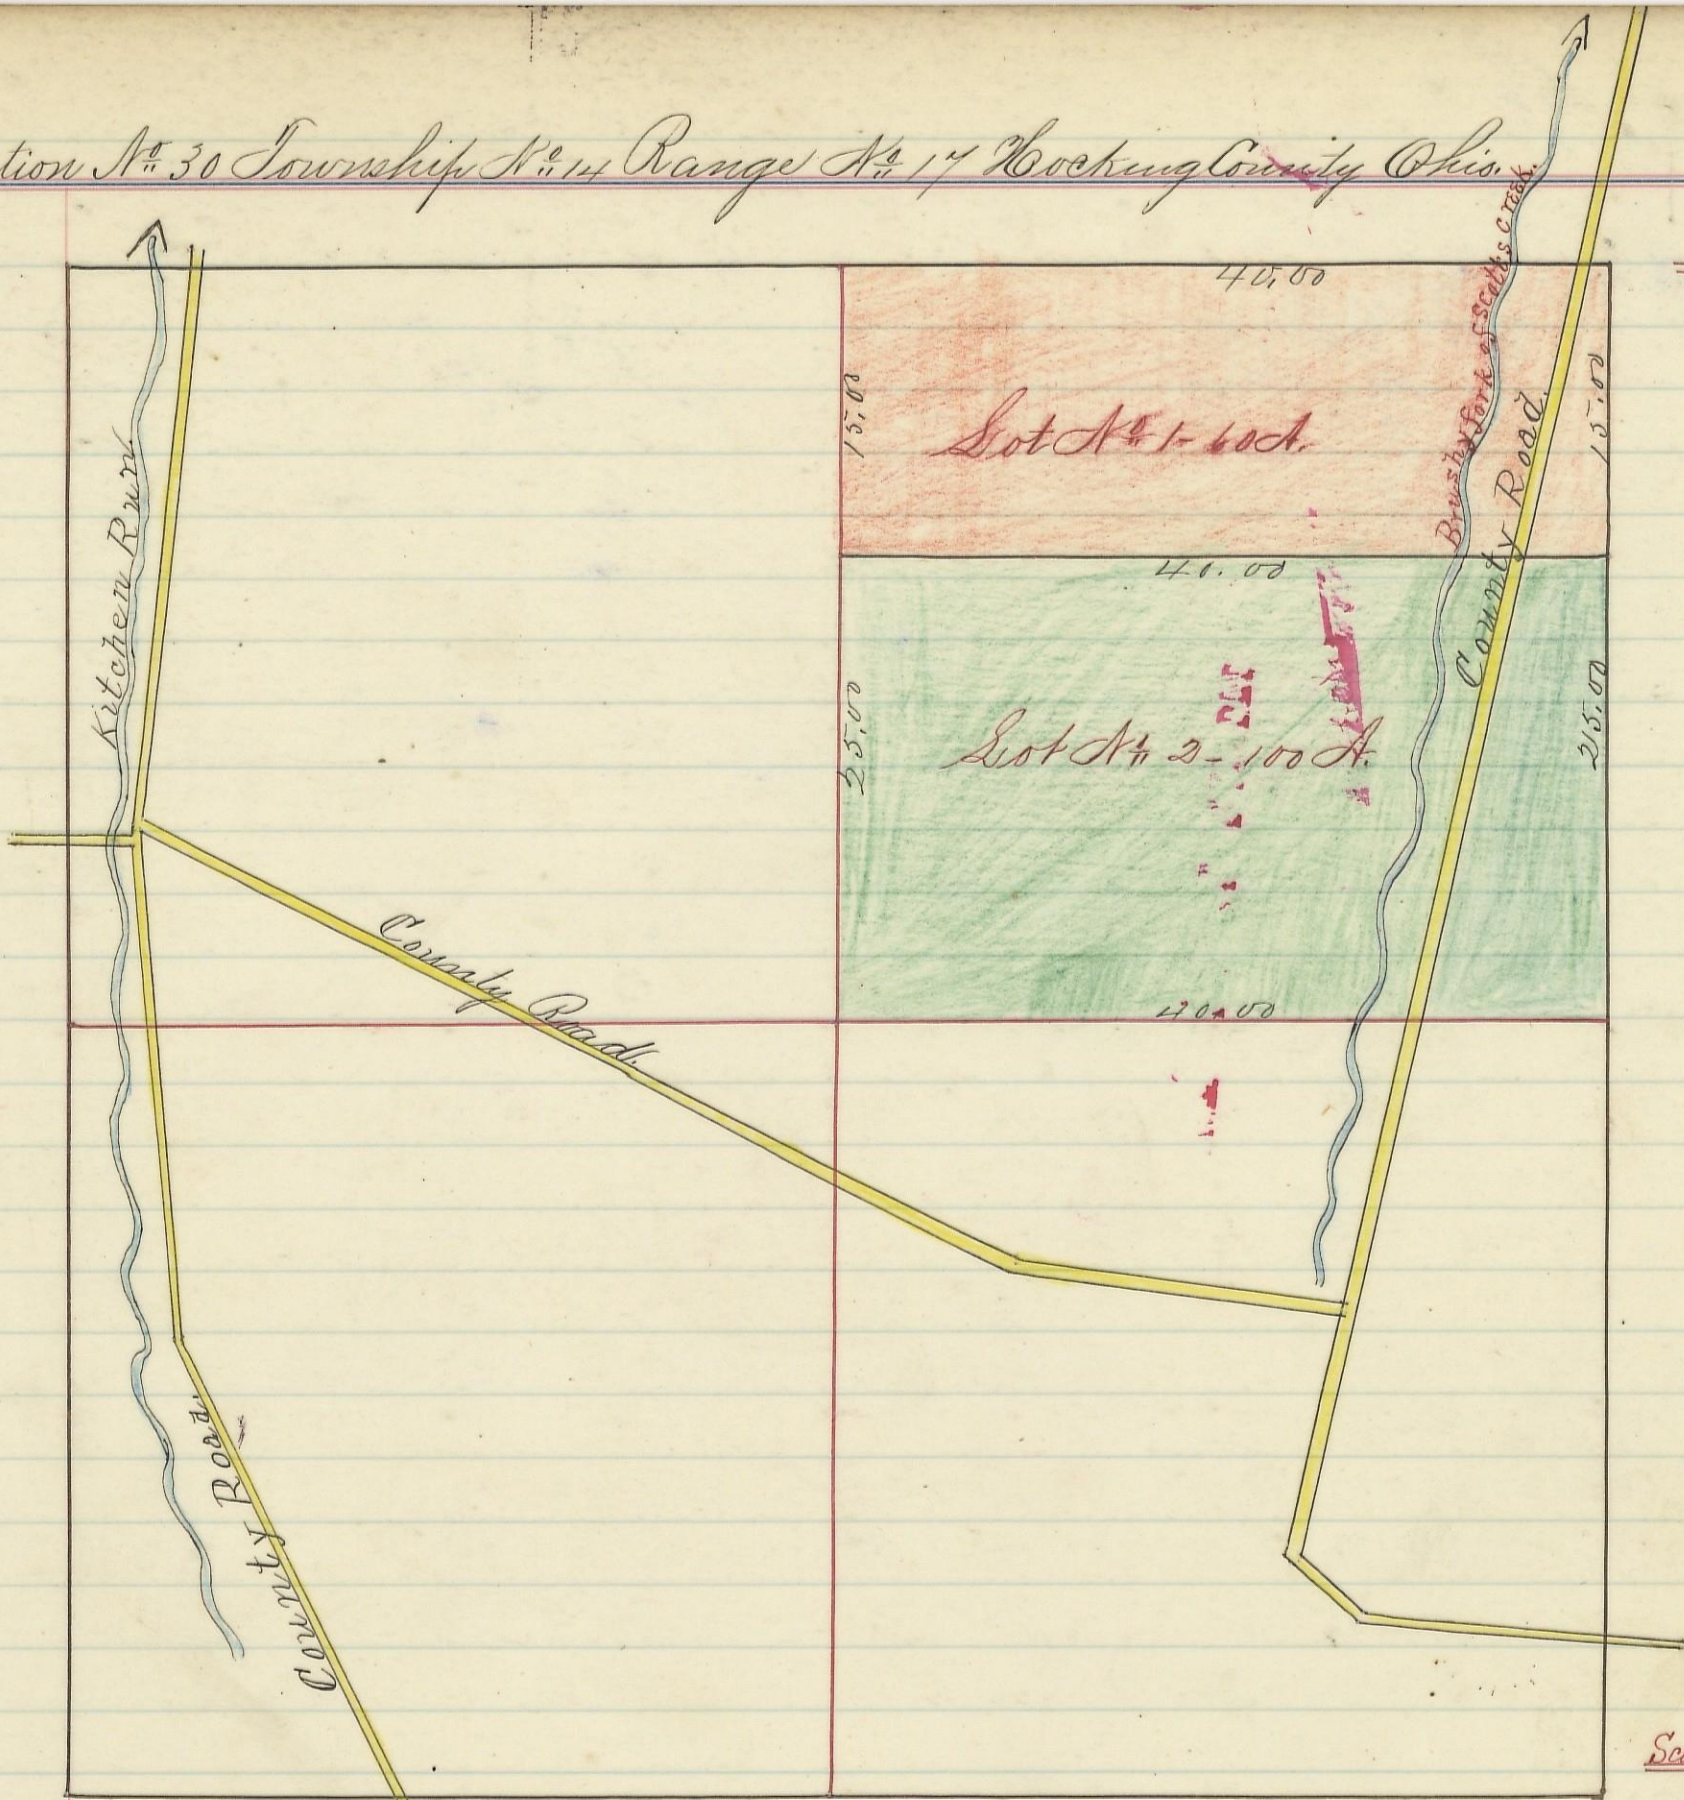 tion No 30 Township No 14 Range No 17 Hocking County Ohio.
40.00
15.00
Lot No 1 - 60 A.
15.00
Brushy fork of Scotts Creek.
County Road.
Kitchen Run.
40.00
25.00
Lot No 2 - 100 A.
25.00
40.00
County Road.
County Road.